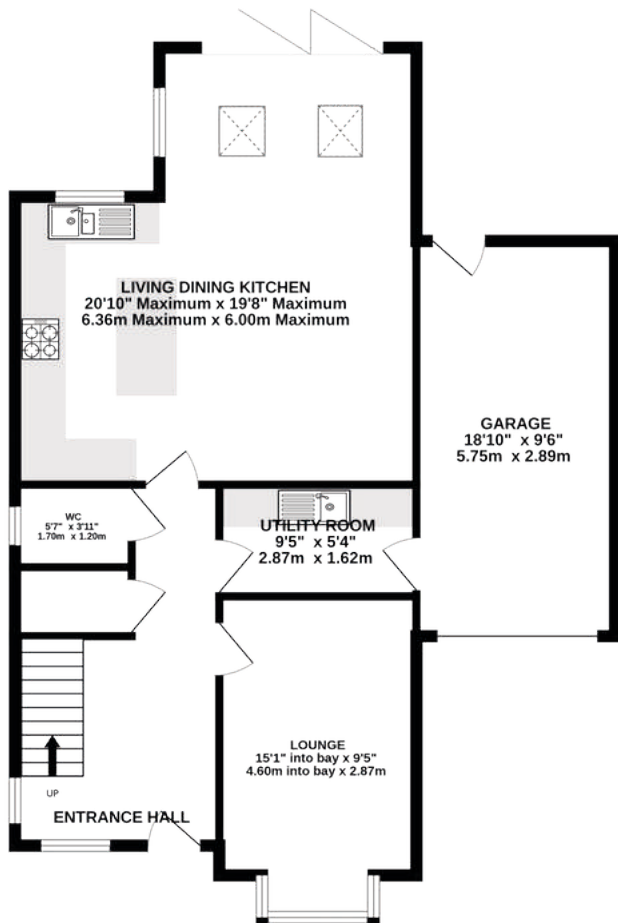 LIVING DINING KITCHEN
20'10" Maximum x 19'8" Maximum
6.36m Maximum x 6.00m Maximum
GARAGE
18'10" x 9'6"
5.75m x 2.89m
WC
5'7" x 3'11"
1.70m x 1.20m
UTILITY ROOM
9'5" x 5'4"
2.87m x 1.62m
LOUNGE
15'1" into bay x 9'5"
4.60m into bay x 2.87m
UP
ENTRANCE HALL